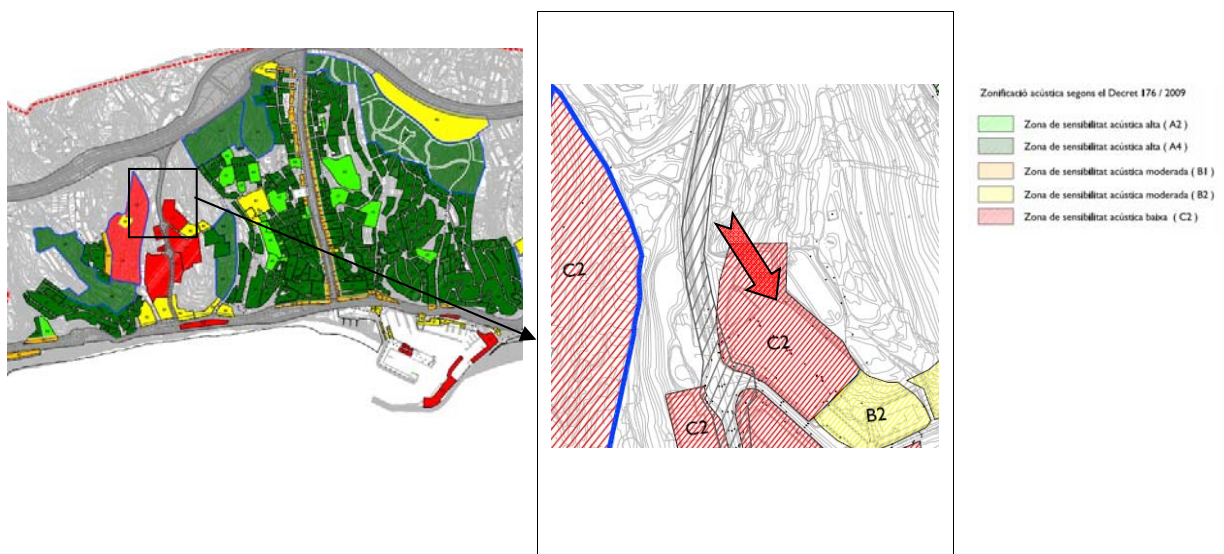 C2
C2
C2
B2
Zonificació acústica segons el Decret 176 / 2009
Zona de sensibilitat acústica alta ( A2 )
Zona de sensibilitat acústica alta ( A4 )
Zona de sensibilitat acústica moderada ( B1 )
Zona de sensibilitat acústica moderada ( B2 )
Zona de sensibilitat acústica baixa ( C2 )